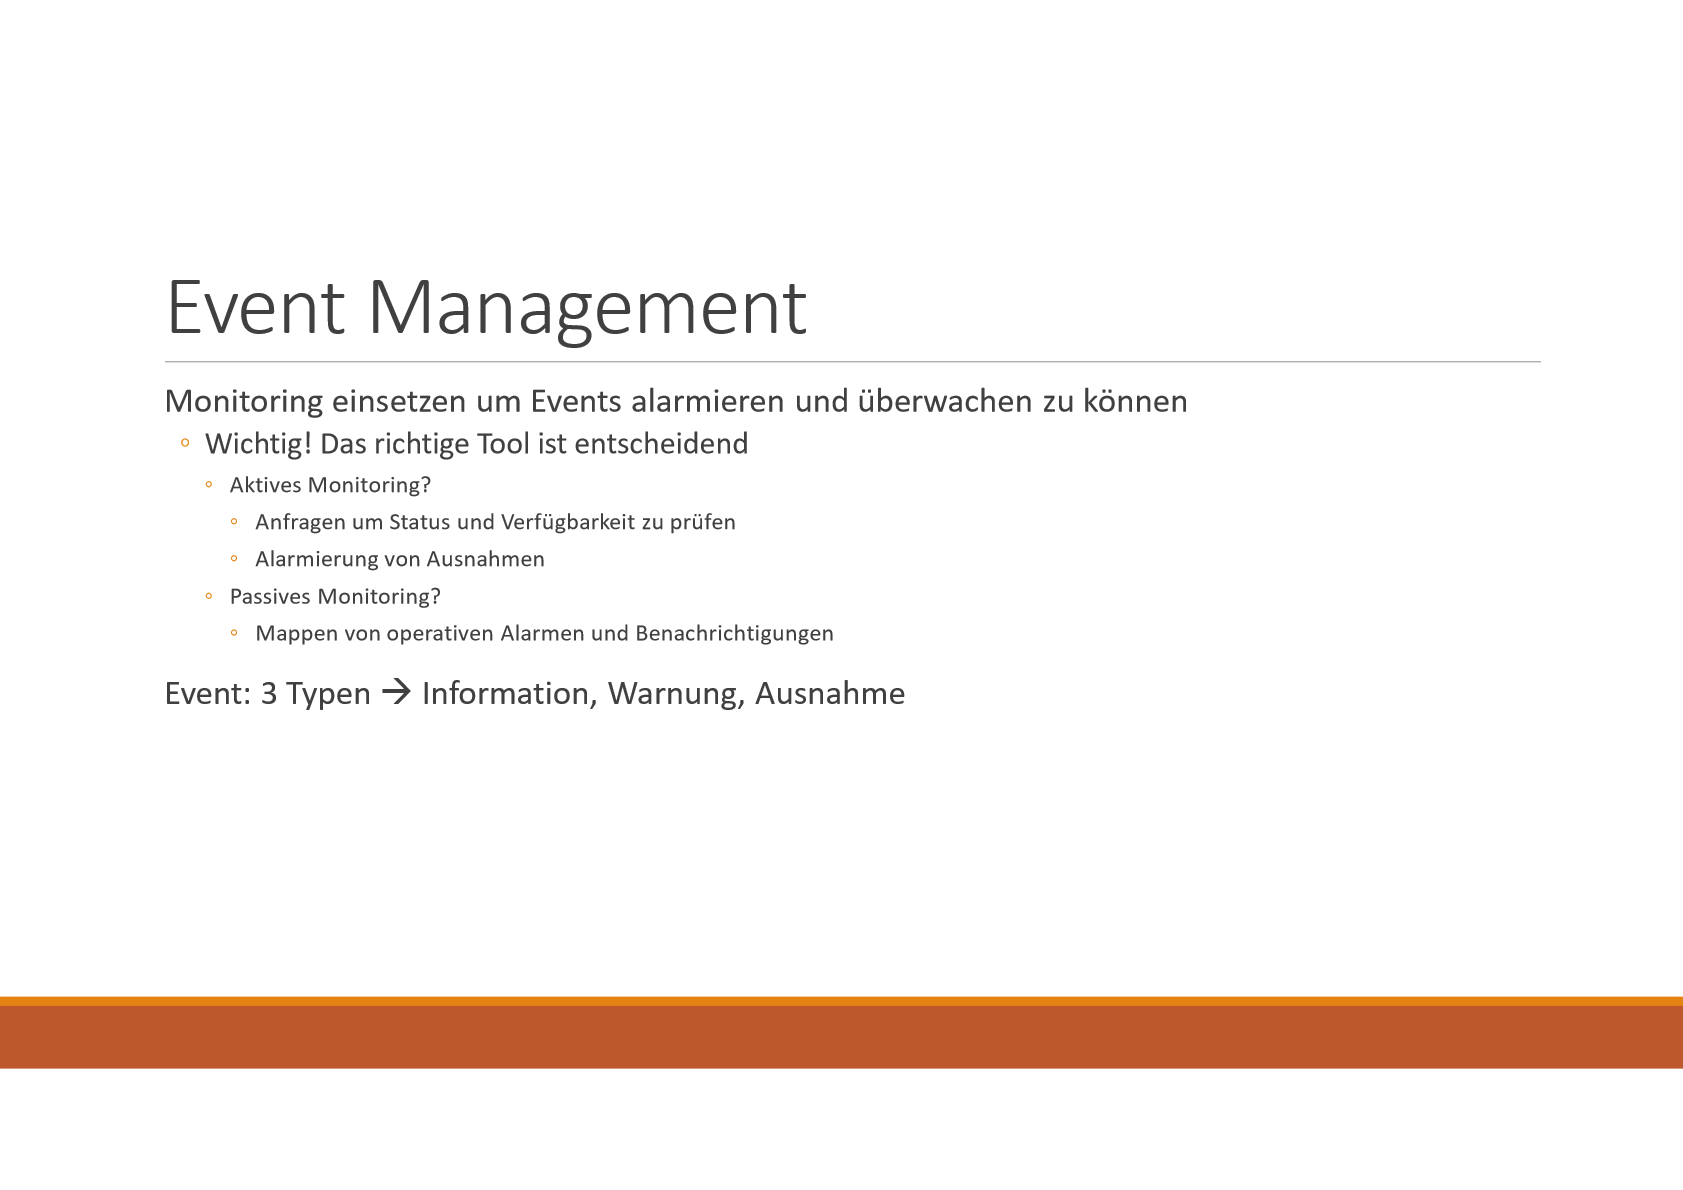 Event Management
Monitoring einsetzen um Events alarmieren und überwachen zu können
◦ Wichtig! Das richtige Tool ist entscheidend
◦ Aktives Monitoring?
◦ Anfragen um Status und Verfügbarkeit zu prüfen
◦ Alarmierung von Ausnahmen
◦ Passives Monitoring?
◦ Mappen von operativen Alarmen und Benachrichtigungen
Event: 3 Typen → Information, Warnung, Ausnahme